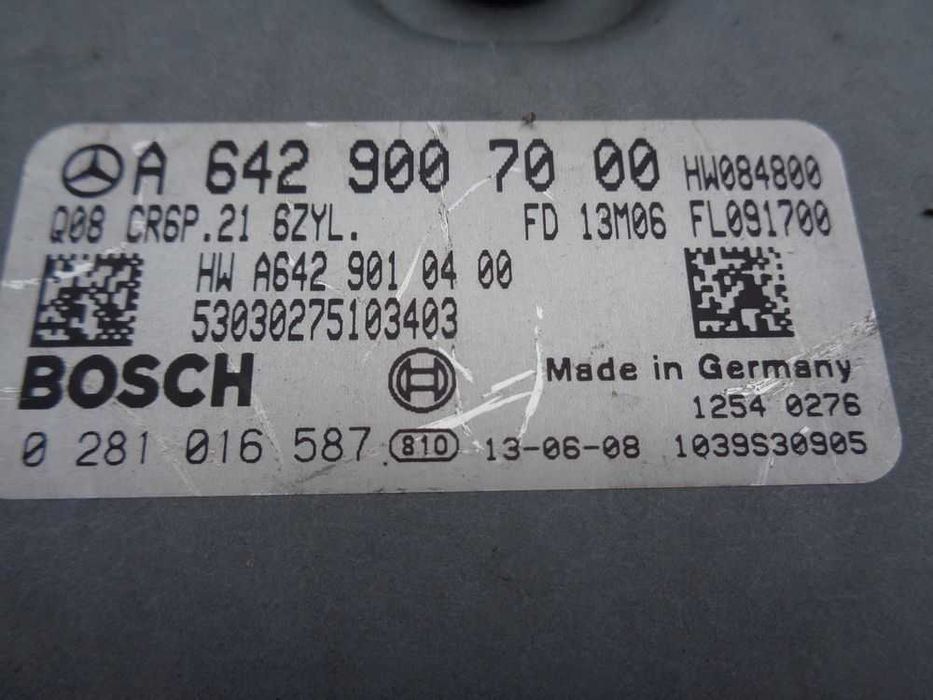 A 642 900 70 00 HW084800
Q08 CR6P.21 6ZYL. FD 13M06 FL091700
HW A642 901 04 00
53030275103403
BOSCH Made in Germany
1254 0276
0 281 016 587 810 13-06-08 1039S30905